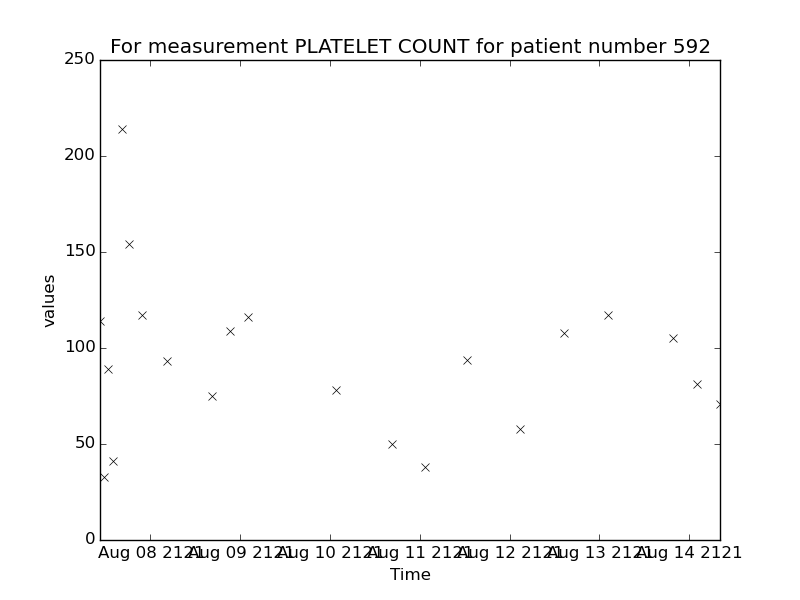 For measurement PLATELET COUNT for patient number 592
250
200
150
100
50
0
values
Aug 08 2121 Aug 09 2121 Aug 10 2121 Aug 11 2121 Aug 12 2121 Aug 13 2121 Aug 14 2121
Time